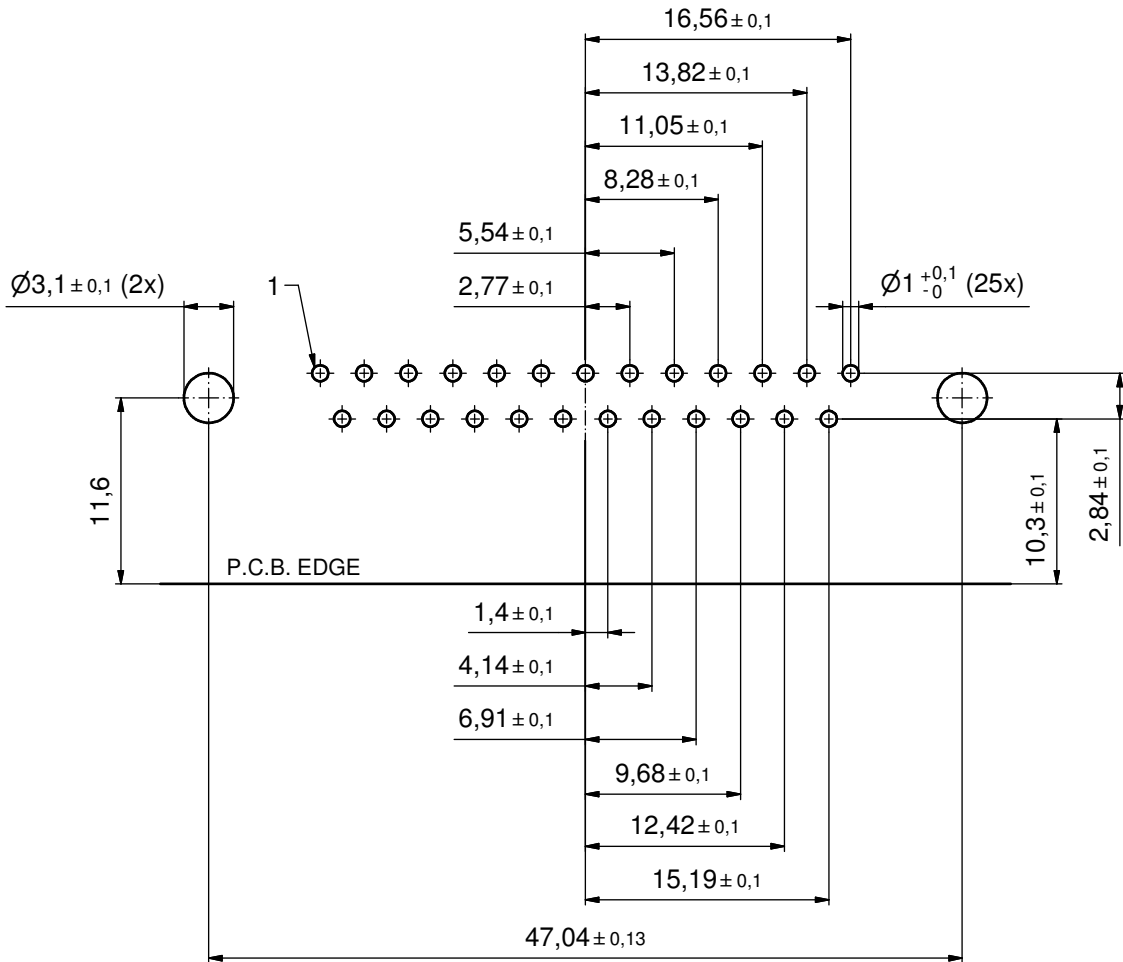 16,56 ± 0,1
13,82 ± 0,1
11,05 ± 0,1
8,28 ± 0,1
5,54 ± 0,1
Ø3,1 ± 0,1 (2x)
1
2,77 ± 0,1
Ø1 +0,1 -0 (25x)
11,6
10,3 ± 0,1
2,84 ± 0,1
P.C.B. EDGE
1,4 ± 0,1
4,14 ± 0,1
6,91 ± 0,1
9,68 ± 0,1
12,42 ± 0,1
15,19 ± 0,1
47,04 ± 0,13